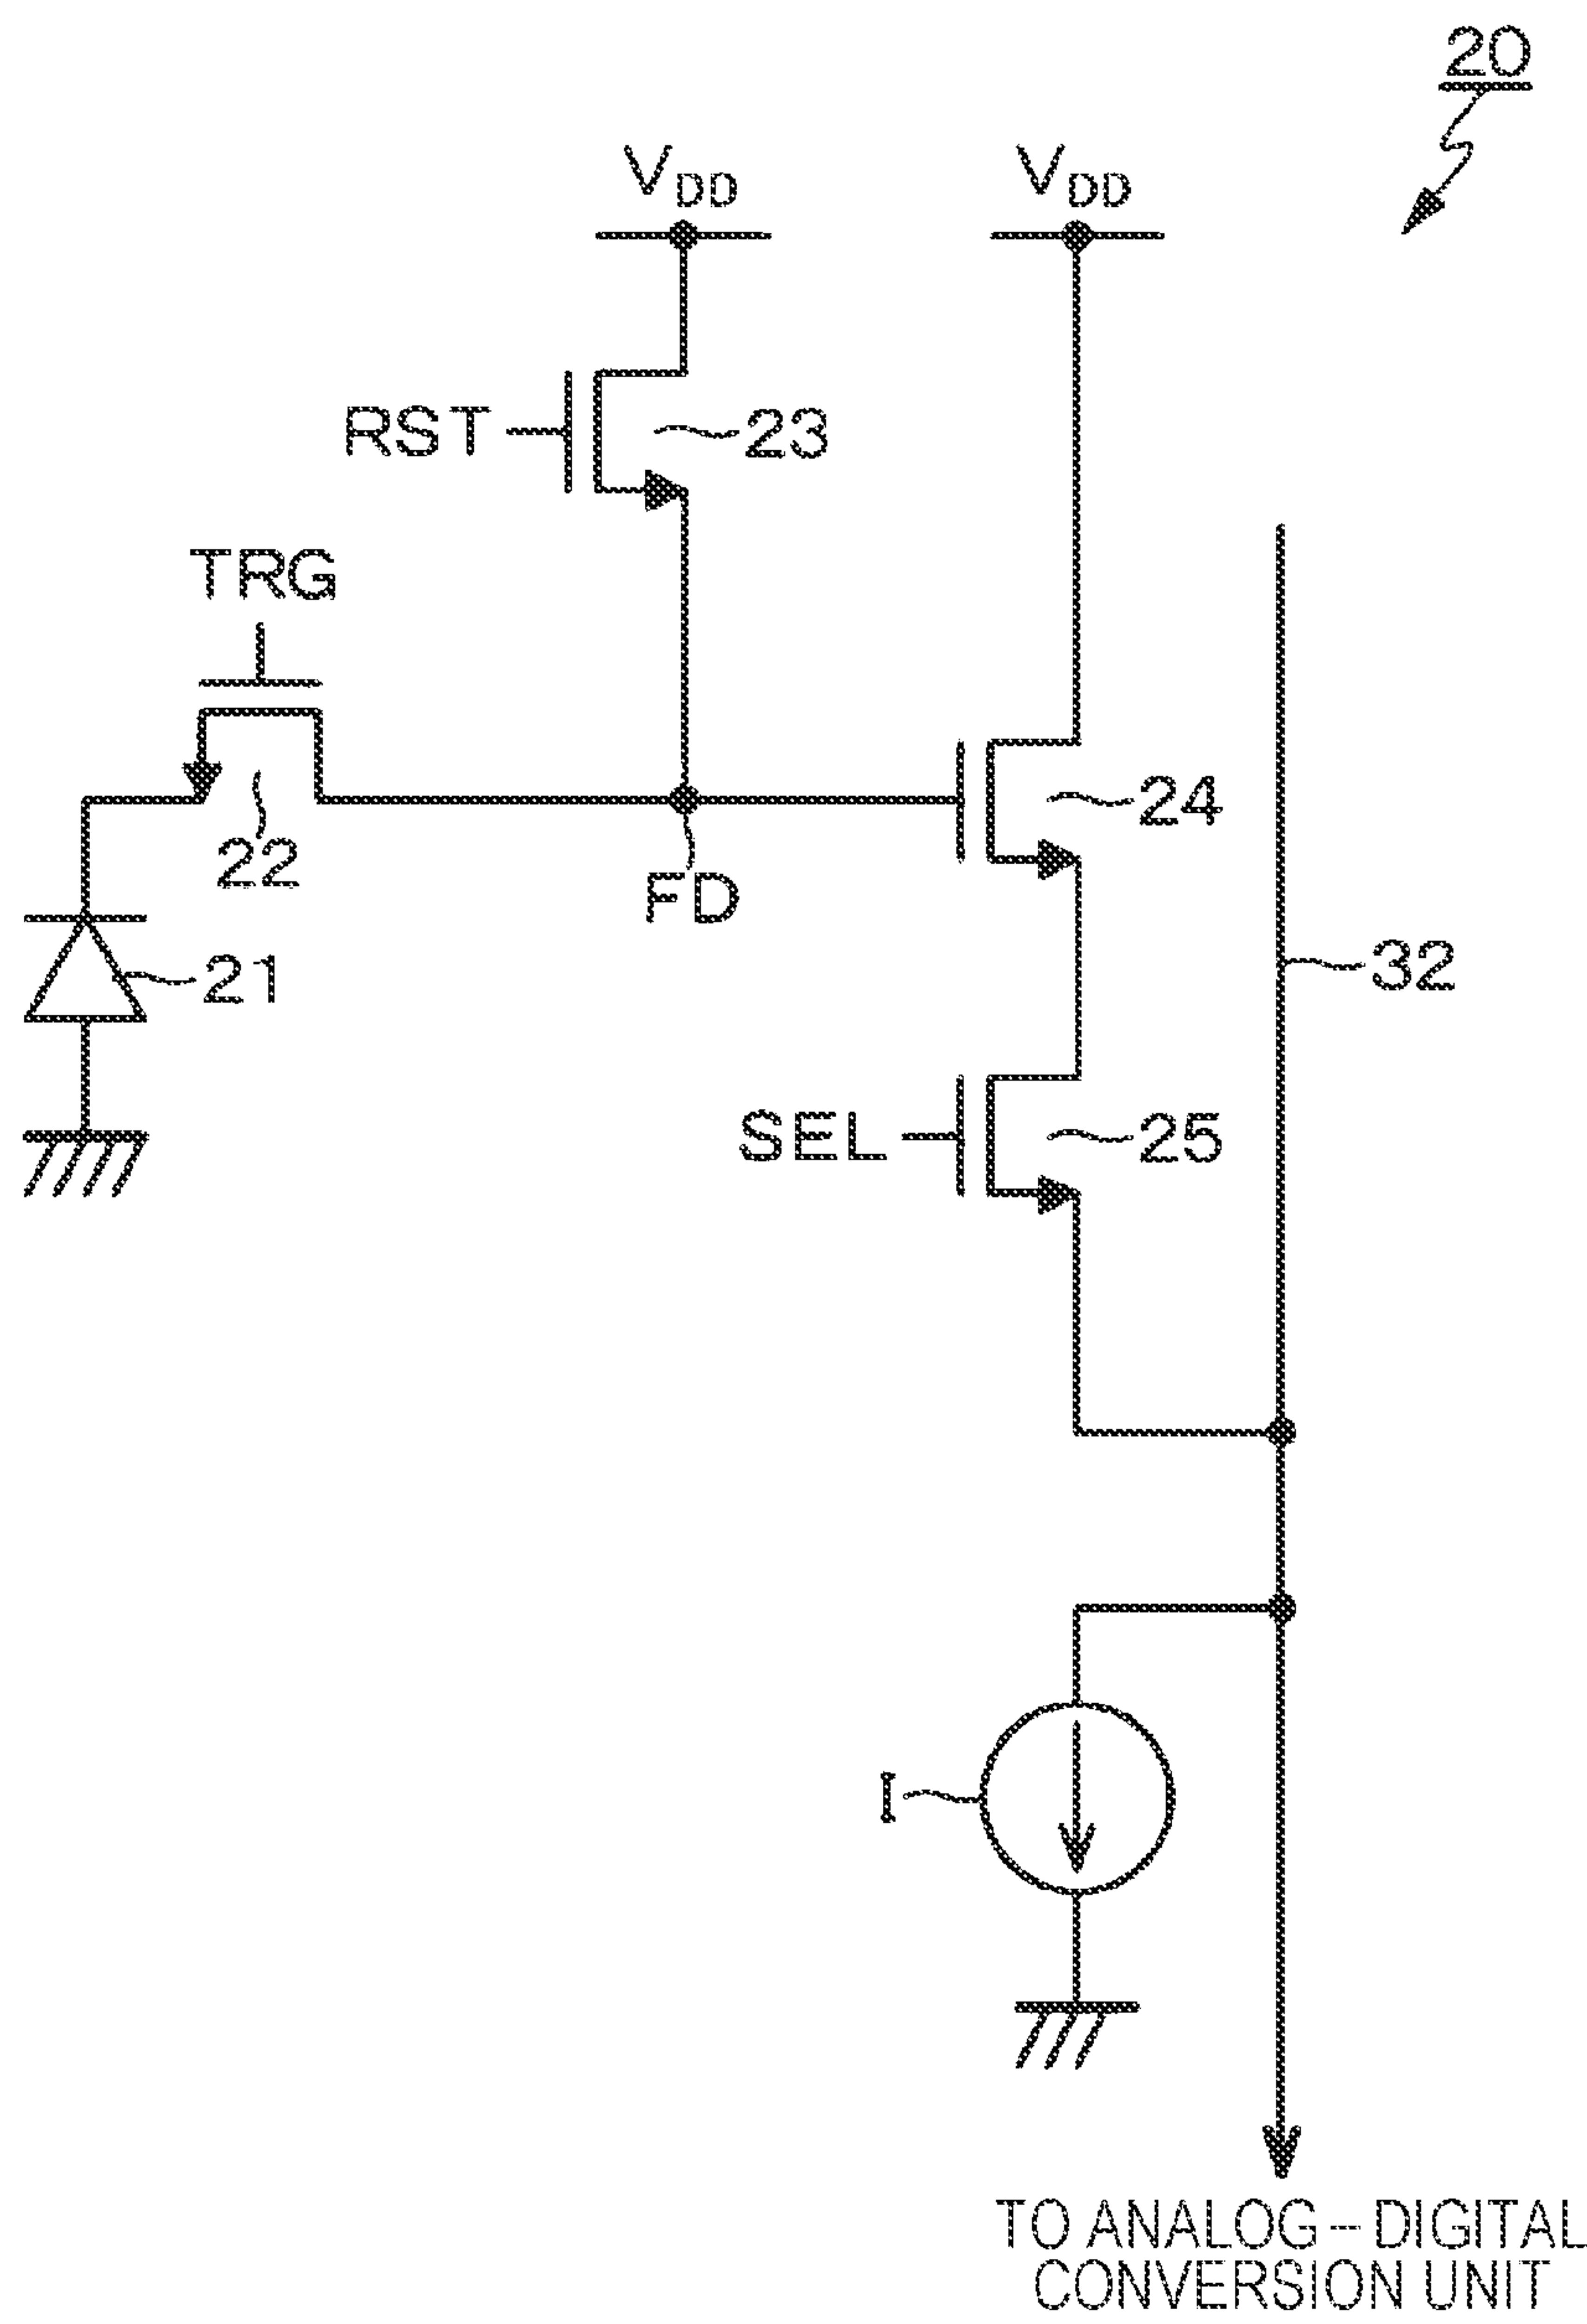 20
VDD VDD
RST 23
TRG
24
22
FD
21
32
SEL 25
I
TO ANALOG-DIGITAL
CONVERSION UNIT